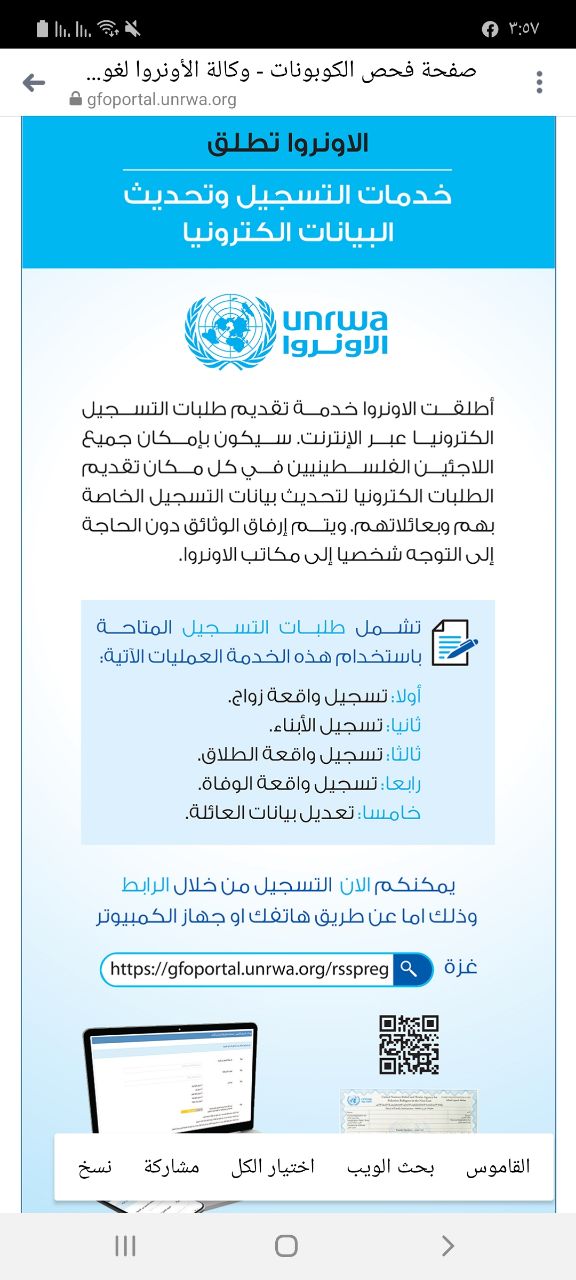 ٣:٥٧
صفحة فحص الكوبونات - وكالة الأونروا لغو...
gfoportal.unrwa.org
الاونروا تطلق
خدمات التسجيل وتحديث
البيانات الكترونيا
unrwa
الاونروا
أطلقت الاونروا خدمة تقديم طلبات التسجيل
الكترونيا عبر الإنترنت. سيكون بإمكان جميع
اللاجئين الفلسطينيين في كل مكان تقديم
الطلبات الكترونيا لتحديث بيانات التسجيل الخاصة
بهم وبعائلاتهم. ويتم إرفاق الوثائق دون الحاجة
إلى التوجه شخصيا إلى مكاتب الاونروا.
تشمل طلبات التسجيل المتاحة
باستخدام هذه الخدمة العمليات الآتية:
أولا: تسجيل واقعة زواج.
ثانيا: تسجيل الأبناء.
ثالثا: تسجيل واقعة الطلاق.
رابعا: تسجيل واقعة الوفاة.
خامسا: تعديل بيانات العائلة.
يمكنكم الان التسجيل من خلال الرابط
وذلك اما عن طريق هاتفك او جهاز الكمبيوتر
غزة https://gfoportal.unrwa.org/rsspreg
القاموس بحث الويب اختيار الكل مشاركة نسخ